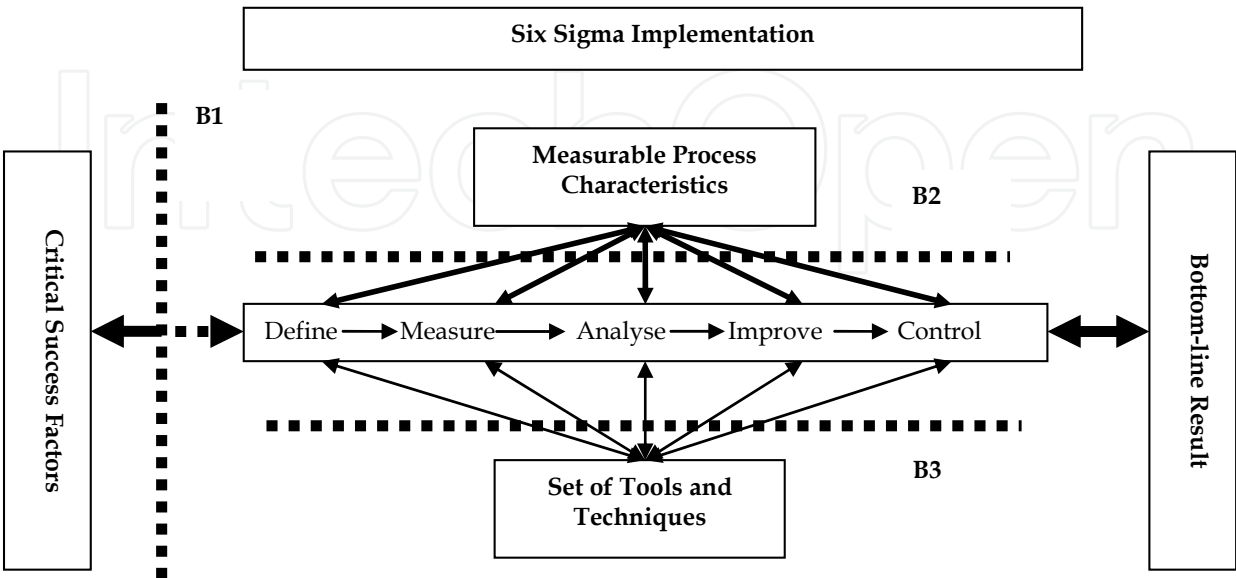 Six Sigma Implementation
B1
Measurable Process
Characteristics
B2
Critical Success Factors
Define Measure Analyse Improve Control
Bottom-line Result
Set of Tools and
Techniques
B3
IntechOpen